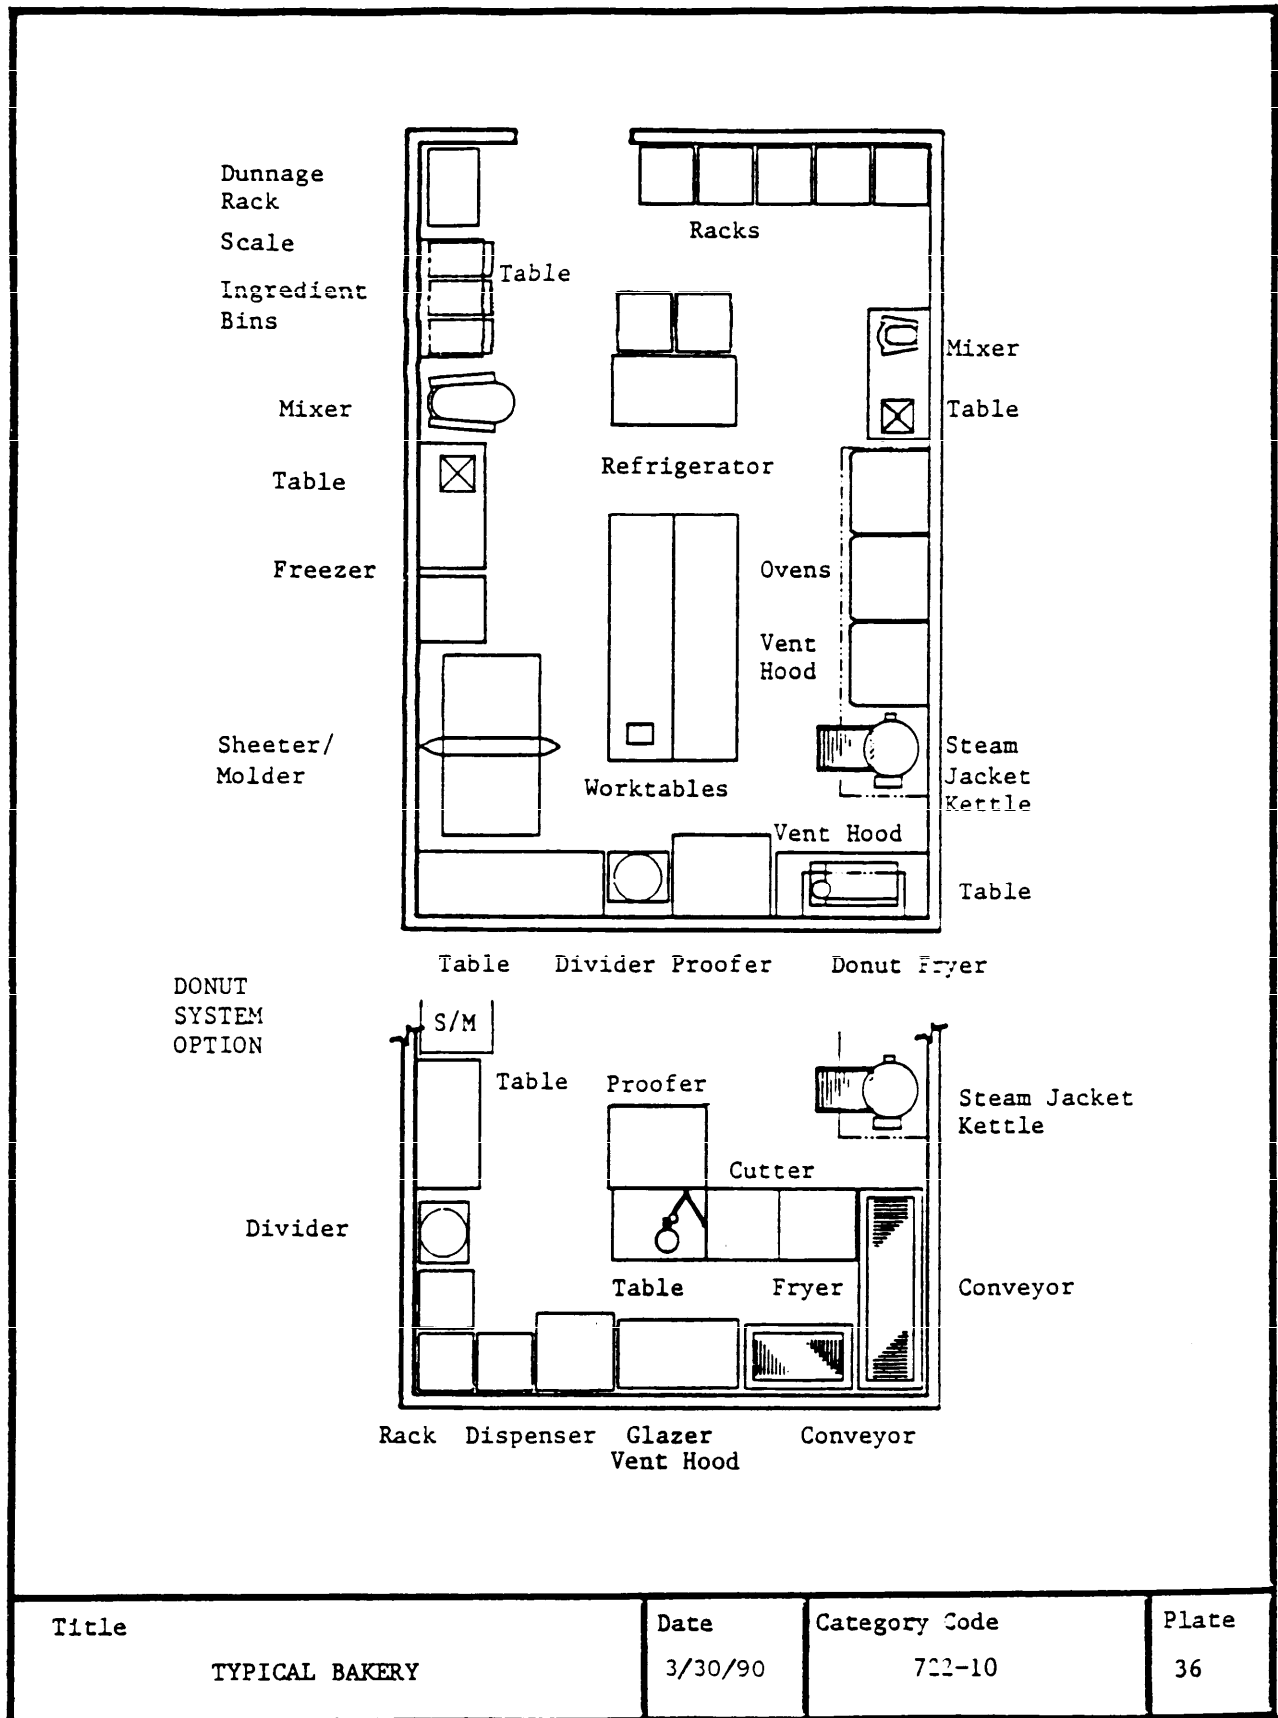 Dunnage
Rack
Racks
Scale
Table
Ingredient
Bins
Mixer
Mixer
Table
Refrigerator
Table
Freezer
Ovens
Vent
Hood
Sheeter/
Molder
Steam
Jacket
Kettle
Worktables
Vent Hood
Table
Table Divider Proofer Donut Fryer
DONUT
SYSTEM
OPTION
S/M
Table Proofer
Steam Jacket
Kettle
Cutter
Divider
Table Fryer Conveyor
Rack Dispenser Glazer Conveyor
Vent Hood
Title Date Category Code Plate
TYPICAL BAKERY 3/30/90 -10 36